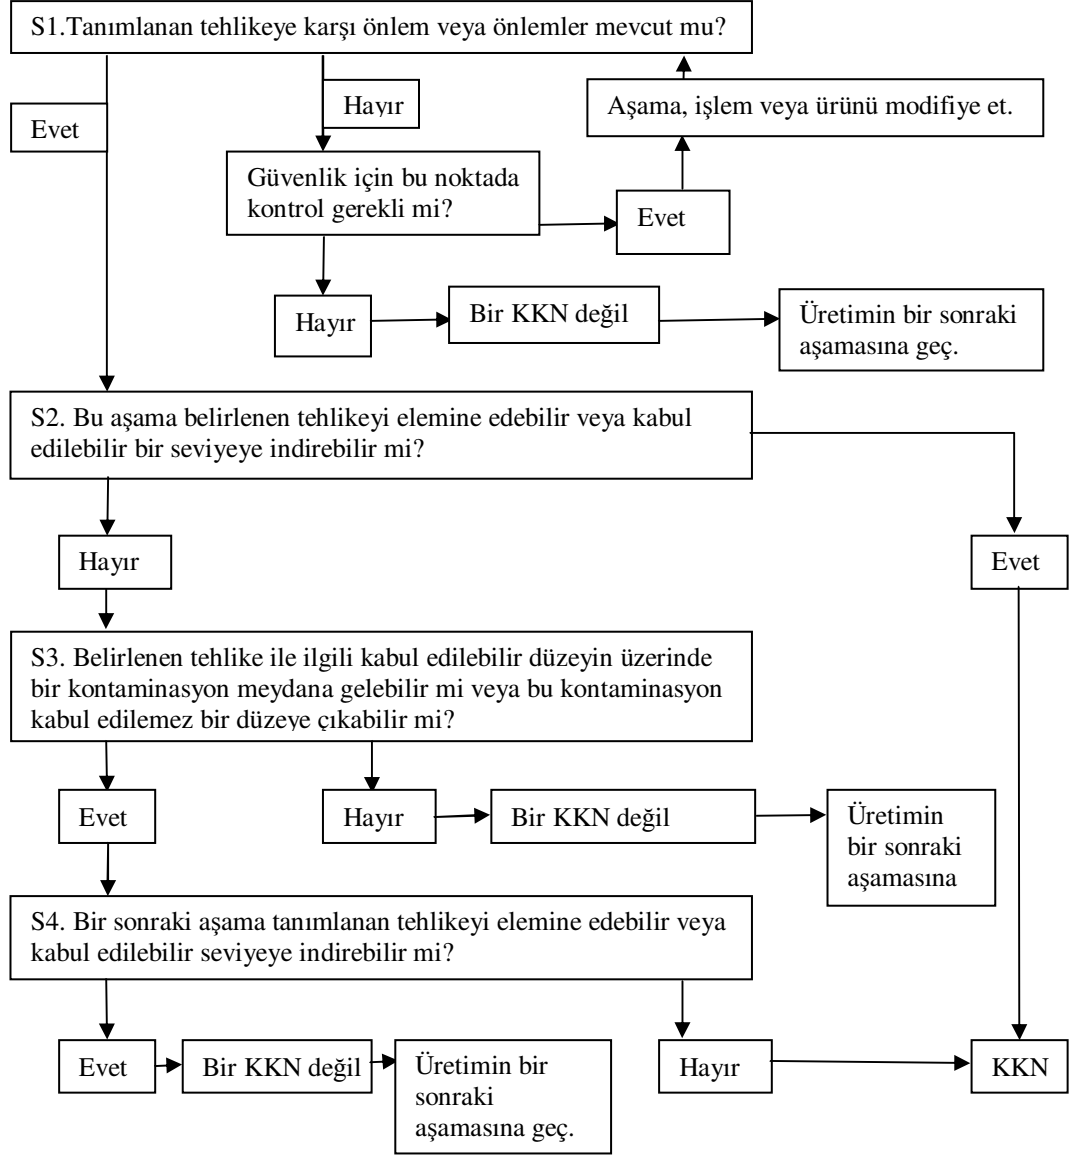 S1.Tanımlanan tehlikeye karşı önlem veya önlemler mevcut mu?
Evet
Hayır
Aşama, işlem veya ürünü modifiye et.
Güvenlik için bu noktada
kontrol gerekli mi?
Evet
Hayır
Bir KKN değil
Üretimin bir sonraki
aşamasına geç.
S2. Bu aşama belirlenen tehlikeyi elemine edebilir veya kabul
edilebilir bir seviyeye indirebilir mi?
Hayır
Evet
S3. Belirlenen tehlike ile ilgili kabul edilebilir düzeyin üzerinde
bir kontaminasyon meydana gelebilir mi veya bu kontaminasyon
kabul edilemez bir düzeye çıkabilir mi?
Evet
Hayır
Bir KKN değil
Üretimin
bir sonraki
aşamasına
S4. Bir sonraki aşama tanımlanan tehlikeyi elemine edebilir veya
kabul edilebilir seviyeye indirebilir mi?
Evet
Bir KKN değil
Üretimin bir
sonraki
aşamasına geç.
Hayır
KKN